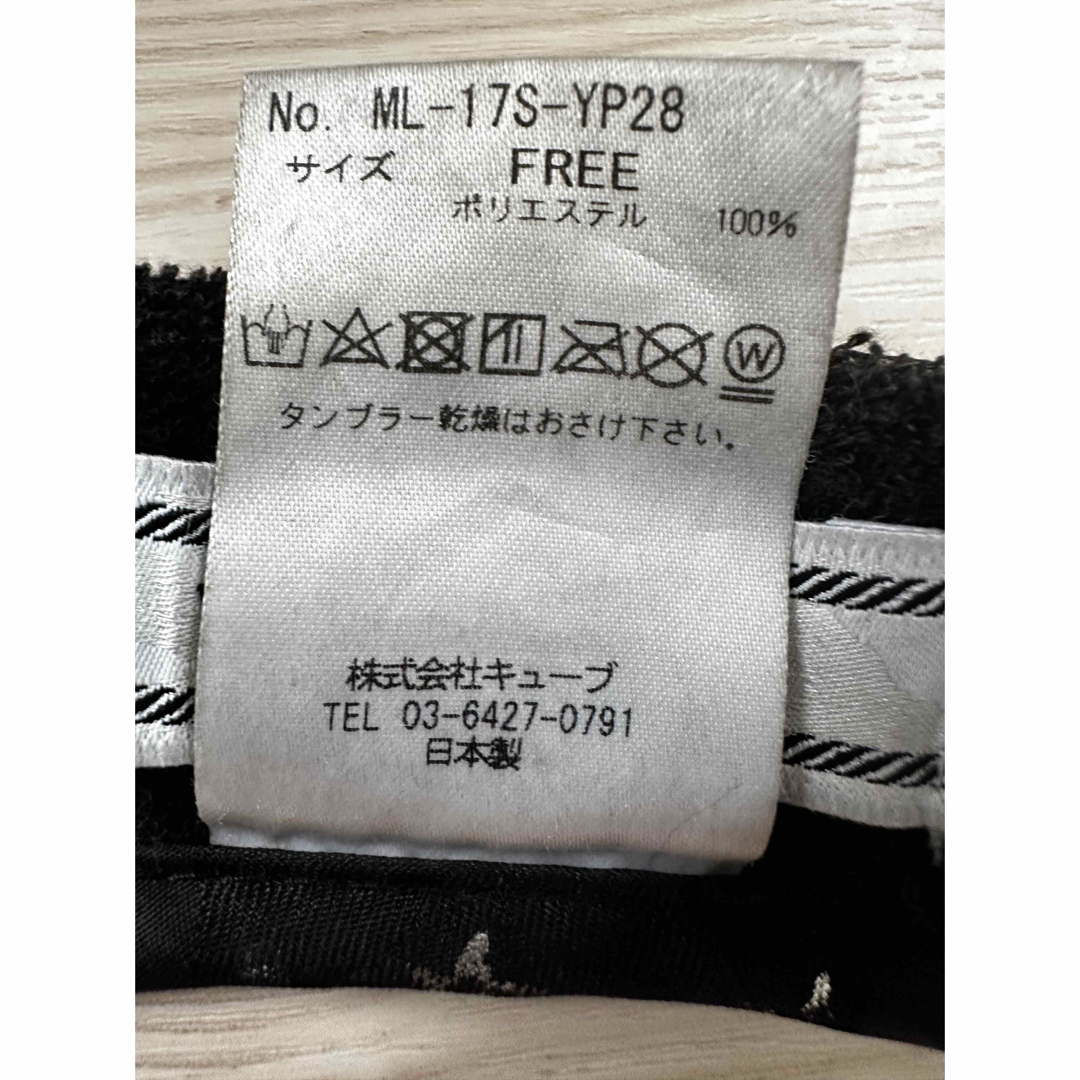 No. ML-17S-YP28
サイズ FREE
ポリエステル 100%
W
タンブラー乾燥はおさけ下さい。
株式会社キューブ
TEL 03-6427-0791
日本製